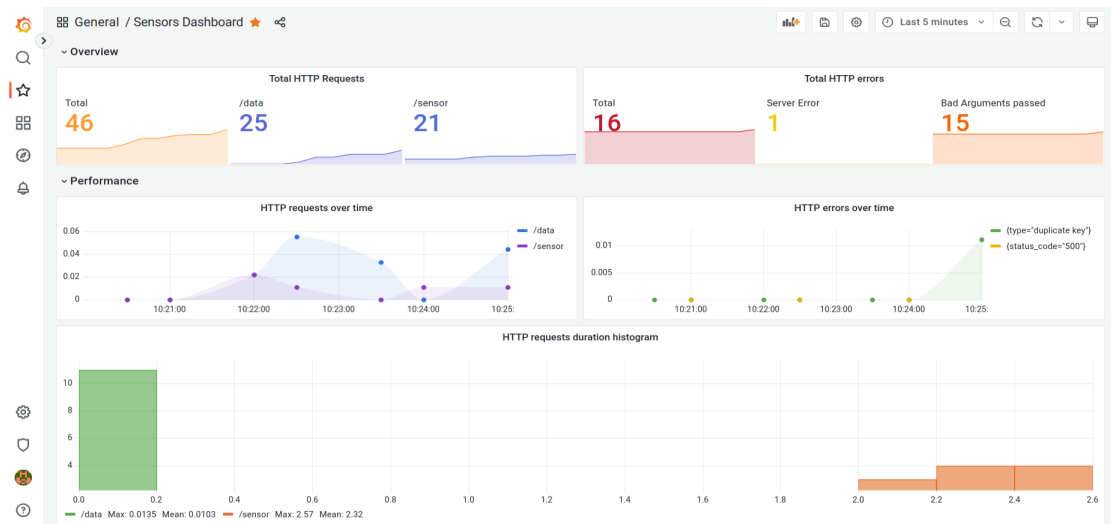 General / Sensors Dashboard
Last 5 minutes
Overview
Total HTTP Requests
Total
46
/data
25
/sensor
21
Total HTTP errors
Total
16
Server Error
1
Bad Arguments passed
15
Performance
HTTP requests over time
0.06
0.04
0.02
0
10:21:00 10:22:00 10:23:00 10:24:00 10:25:
/data
/sensor
HTTP errors over time
0.01
0.005
0
10:21:00 10:22:00 10:23:00 10:24:00 10:25:
{type="duplicate key"}
{status_code="500"}
HTTP requests duration histogram
10
8
6
4
0.0 0.2 0.4 0.6 0.8 1.0 1.2 1.4 1.6 1.8 2.0 2.2 2.4 2.6
/data Max: 0.0135 Mean: 0.0103 /sensor Max: 2.57 Mean: 2.32